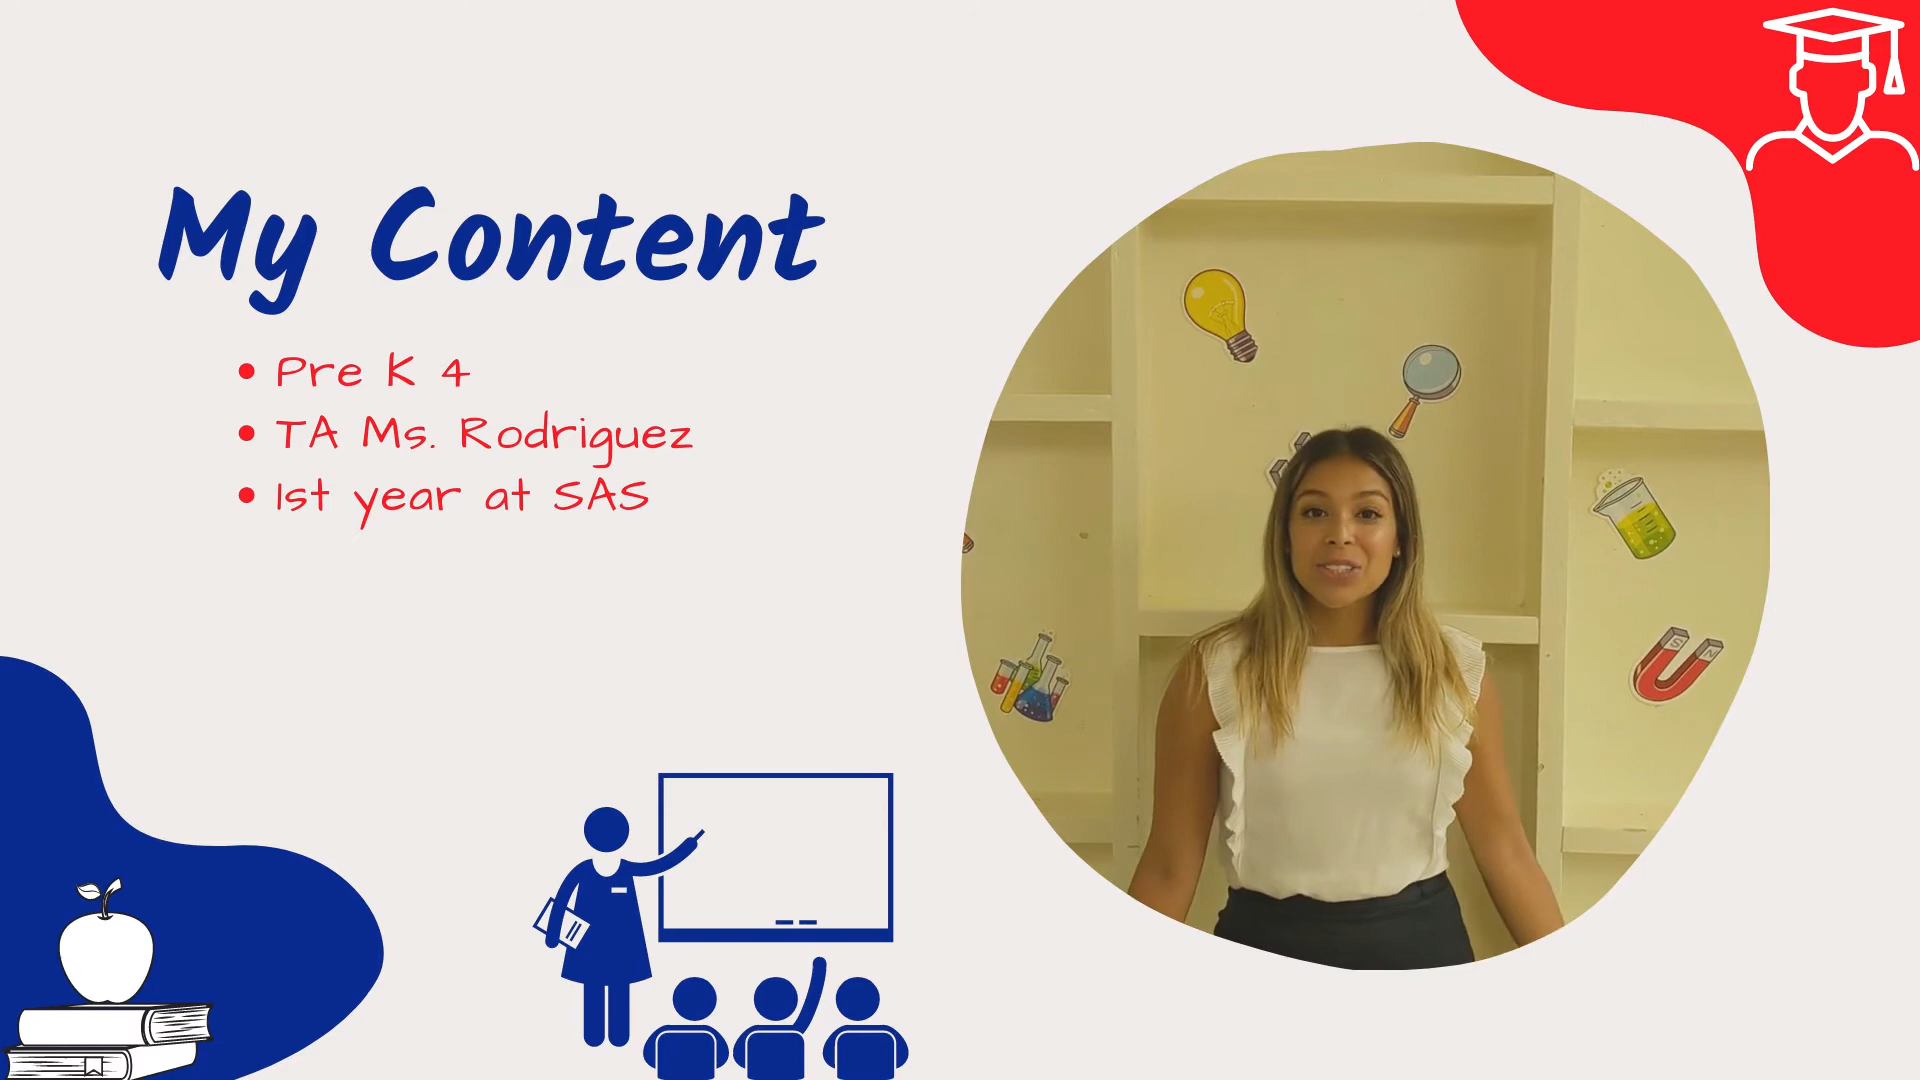 My Content
• Pre K 4
• TA Ms. Rodriguez
• 1st year at SAS
S N